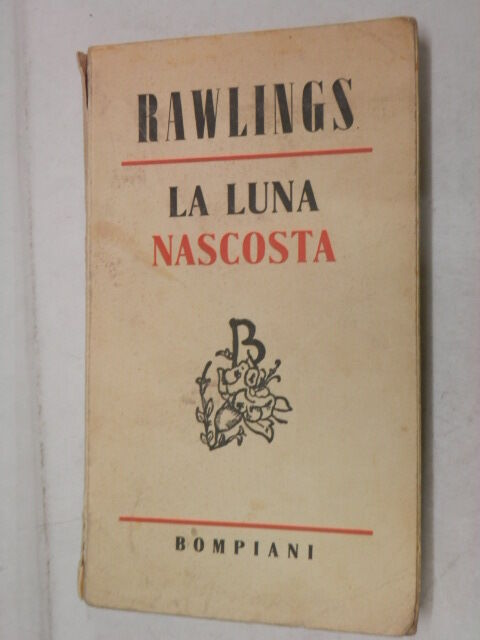 RAWLINGS
LA LUNA
NASCOSTA
B
BOMPIANI